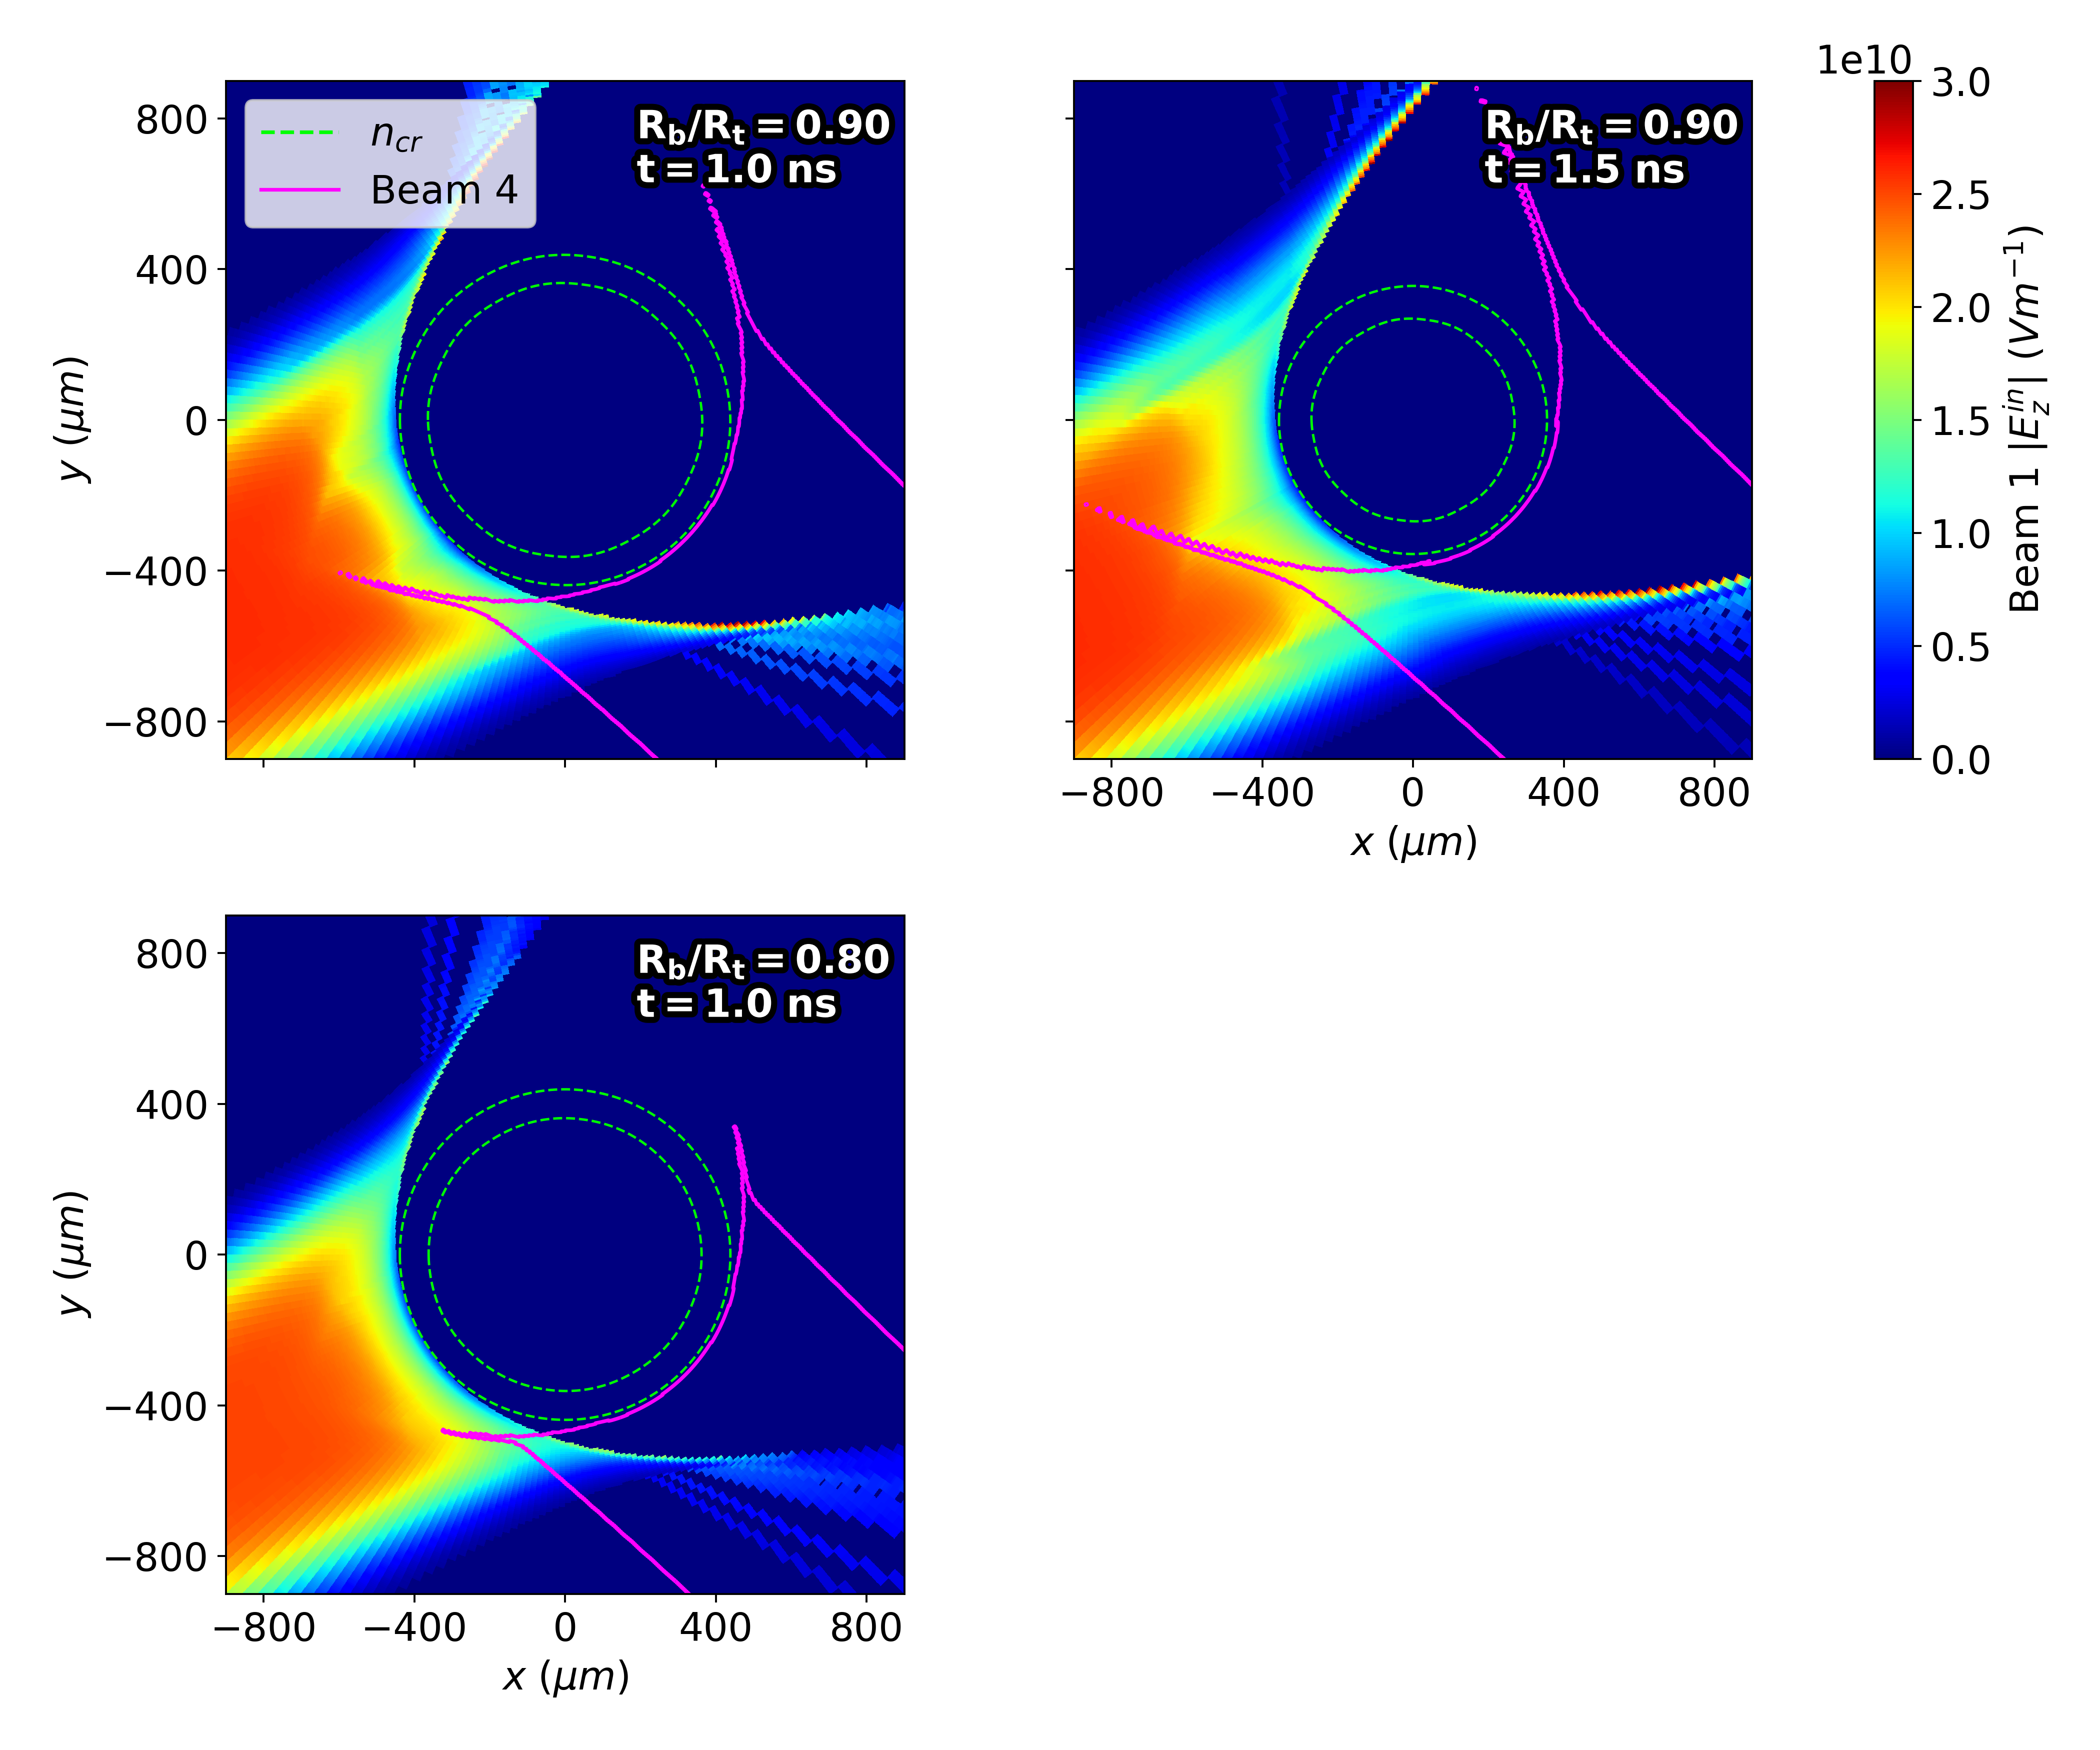 1e10
n_{cr}
Beam 4
R_b/R_t = 0.90
t = 1.0 ns
800
400
0
−400
−800
y (μm)
R_b/R_t = 0.90
t = 1.5 ns
−800 −400 0 400 800
x (μm)
3.0
2.5
2.0
1.5
1.0
0.5
0.0
Beam 1 |E_z^{in}| (Vm^{−1})
R_b/R_t = 0.80
t = 1.0 ns
800
400
0
−400
−800
y (μm)
−800 −400 0 400 800
x (μm)